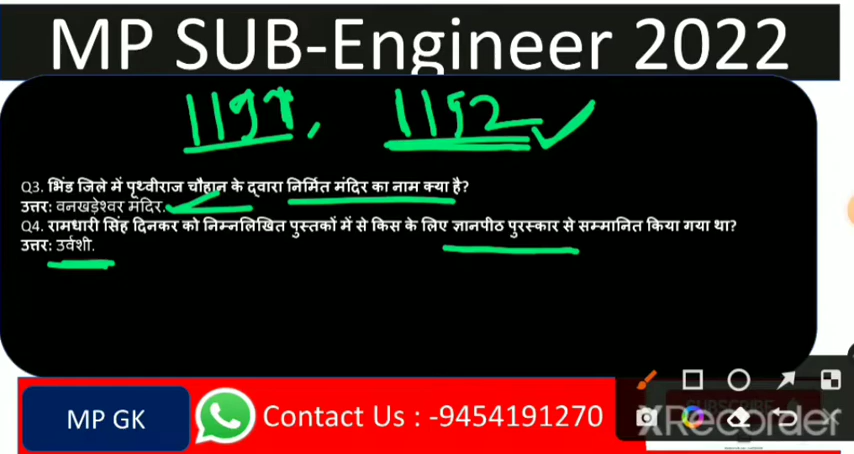 MP SUB-Engineer 2022
1192
Q3. भिंड जिले में पृथ्वीराज चौहान के द्वारा निर्मित मंदिर का नाम क्या है?
उत्तर: वनखड़ेश्वर मंदिर.
Q4. रामधारी सिंह दिनकर को निम्नलिखित पुस्तकों में से किस के लिए ज्ञानपीठ पुरस्कार से सम्मानित किया गया था?
उत्तर: उर्वशी.
MP GK
Contact Us : -9454191270
XRecorder